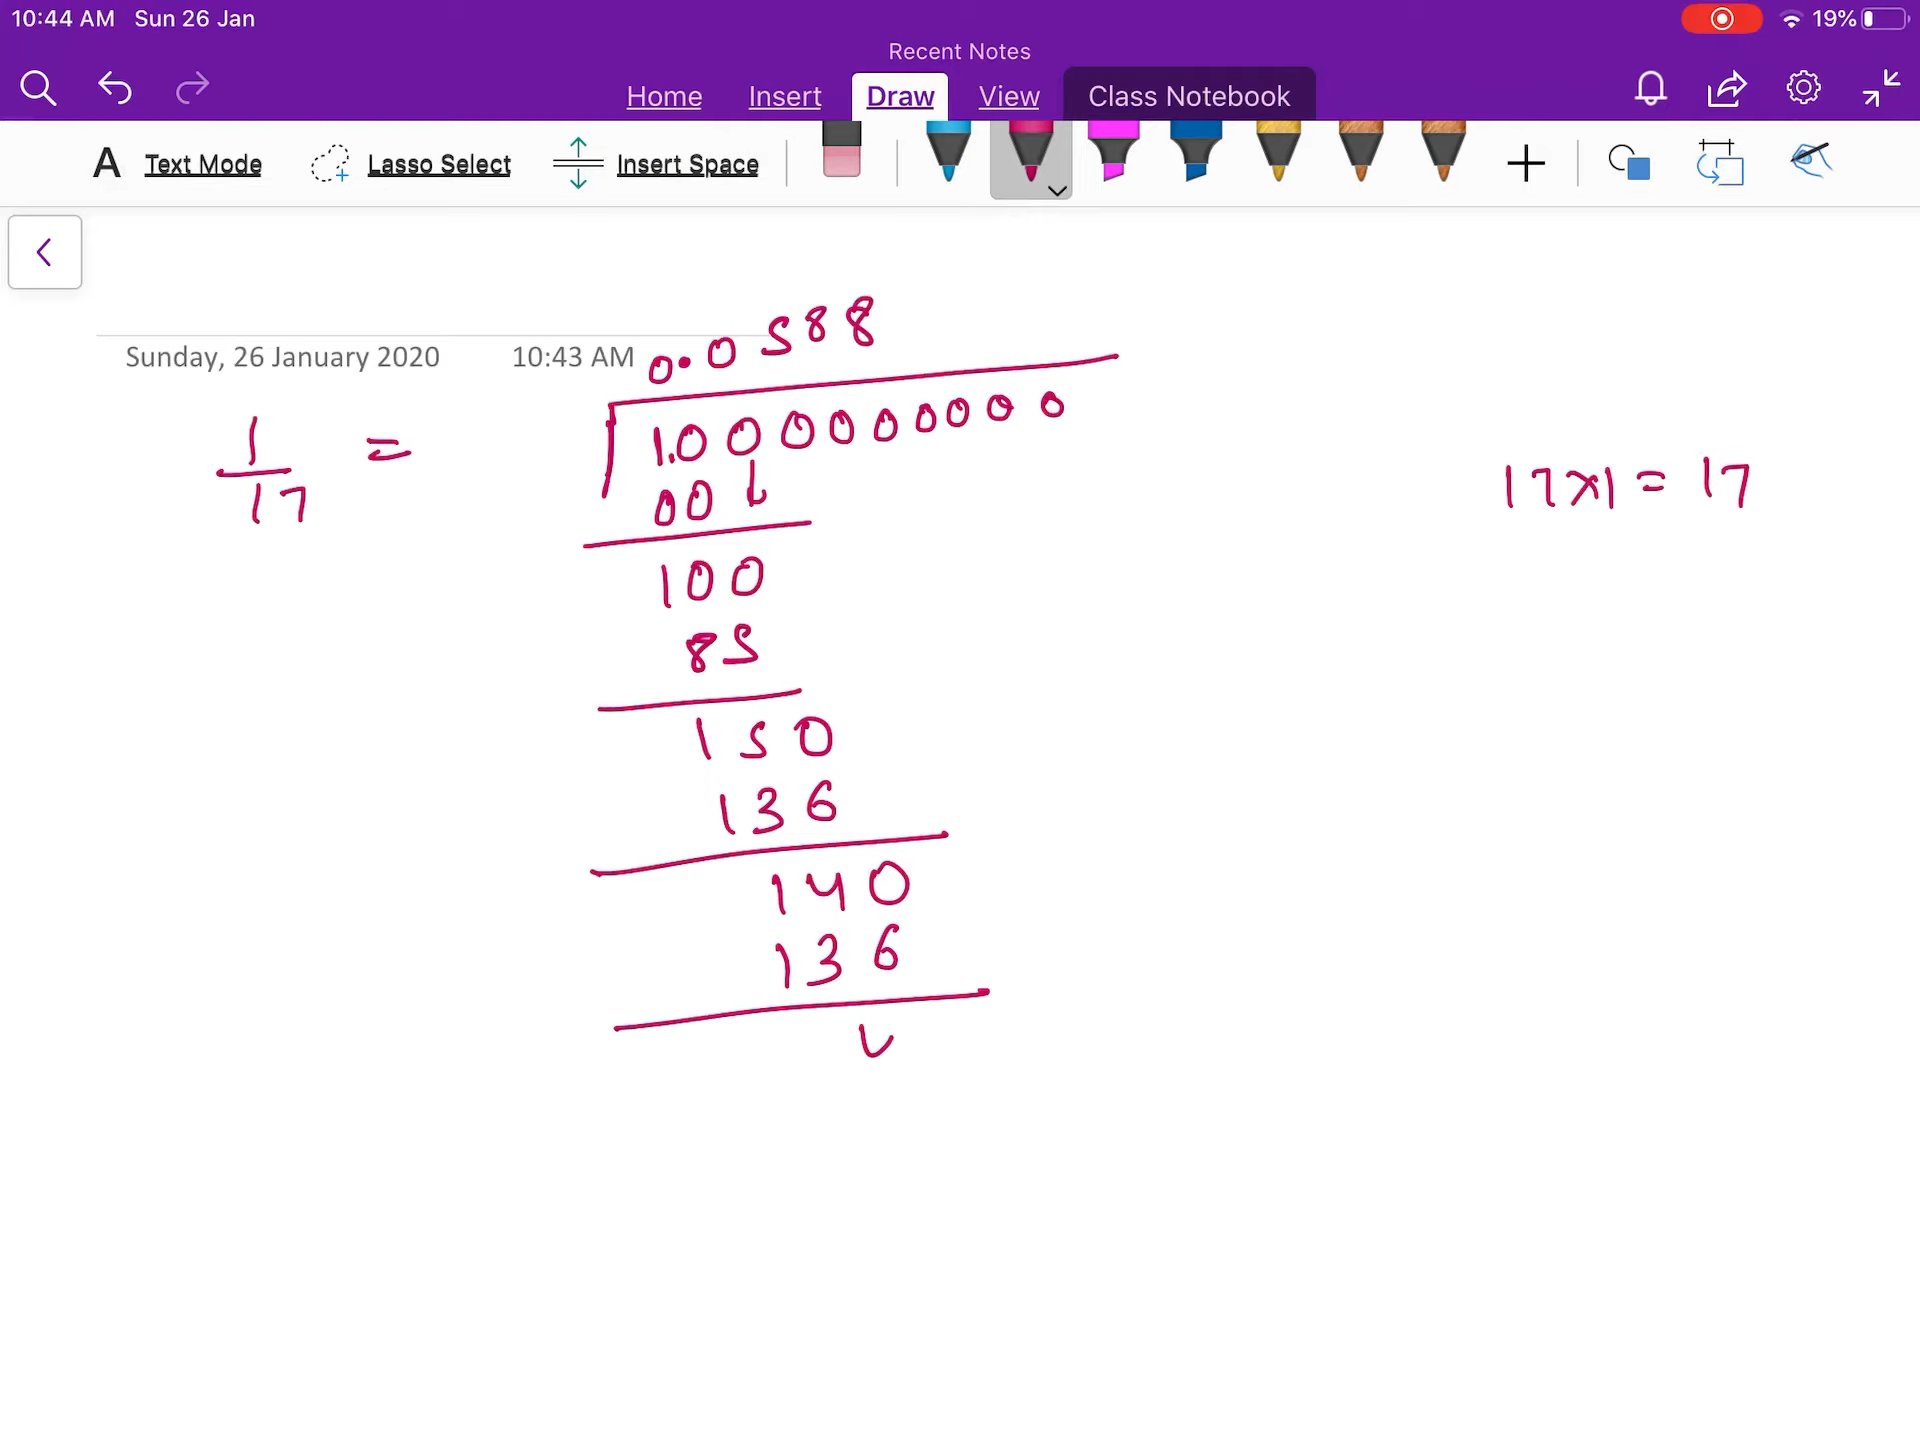 10:44 AM Sun 26 Jan 19%
Recent Notes
Home Insert Draw View Class Notebook
A Text Mode Lasso Select Insert Space
0.0588
Sunday, 26 January 2020 10:43 AM
1/17 = 1.000000000
00
17×1 = 17
100
85
150
136
140
136